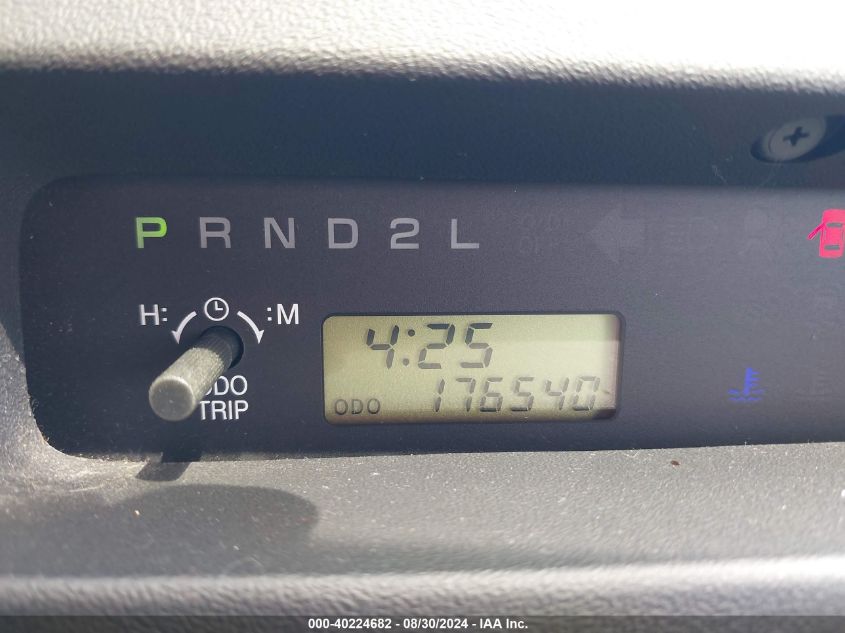 P R N D 2 L
H: :M
4:25
ODO 176540
ODO
TRIP
000-40224682 - 08/30/2024 - IAA Inc.